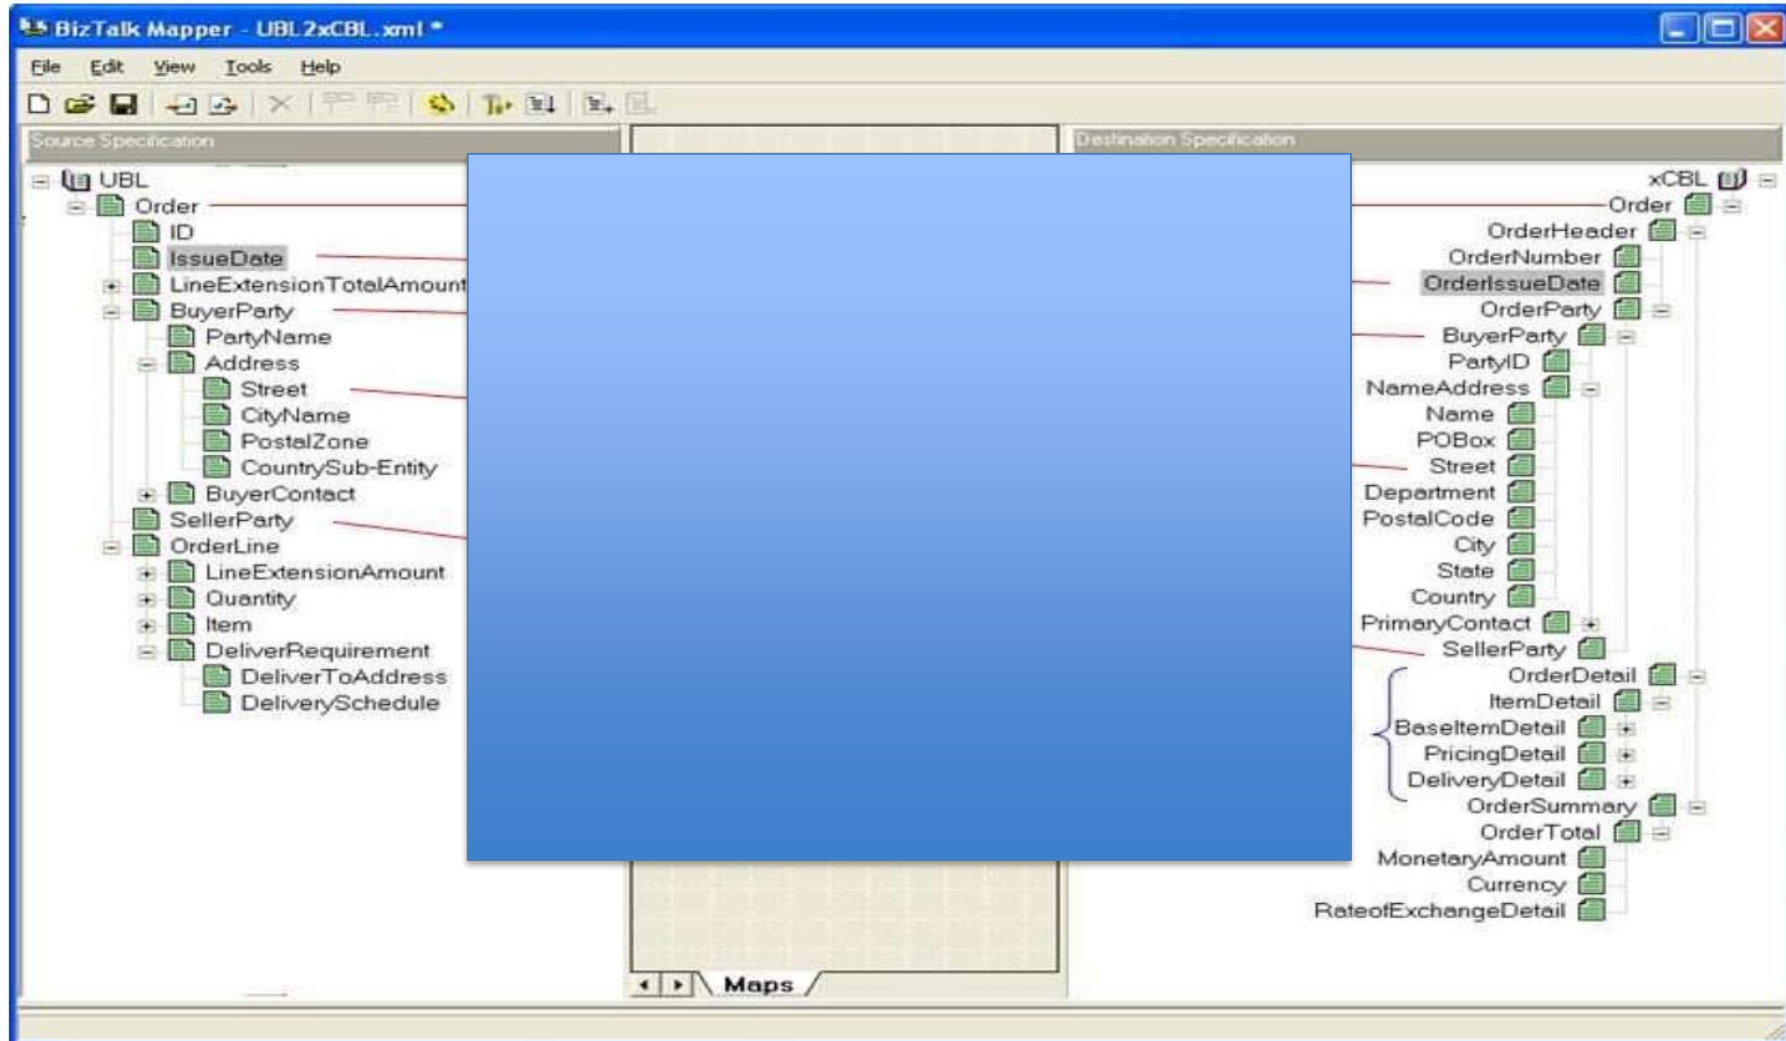 BizTalk Mapper - UBL2xCBL.xml *
File Edit View Tools Help
Source Specification
UBL
Order
ID
IssueDate
LineExtensionTotalAmount
BuyerParty
PartyName
Address
Street
CityName
PostalZone
CountrySub-Entity
BuyerContact
SellerParty
OrderLine
LineExtensionAmount
Quantity
Item
DeliverRequirement
DeliverToAddress
DeliverySchedule
Maps
Destination Specification
xCBL
Order
OrderHeader
OrderNumber
OrderIssueDate
OrderParty
BuyerParty
PartyID
NameAddress
Name
POBox
Street
Department
PostalCode
City
State
Country
PrimaryContact
SellerParty
OrderDetail
ItemDetail
BaseItemDetail
PricingDetail
DeliveryDetail
OrderSummary
OrderTotal
MonetaryAmount
Currency
RateofExchangeDetail